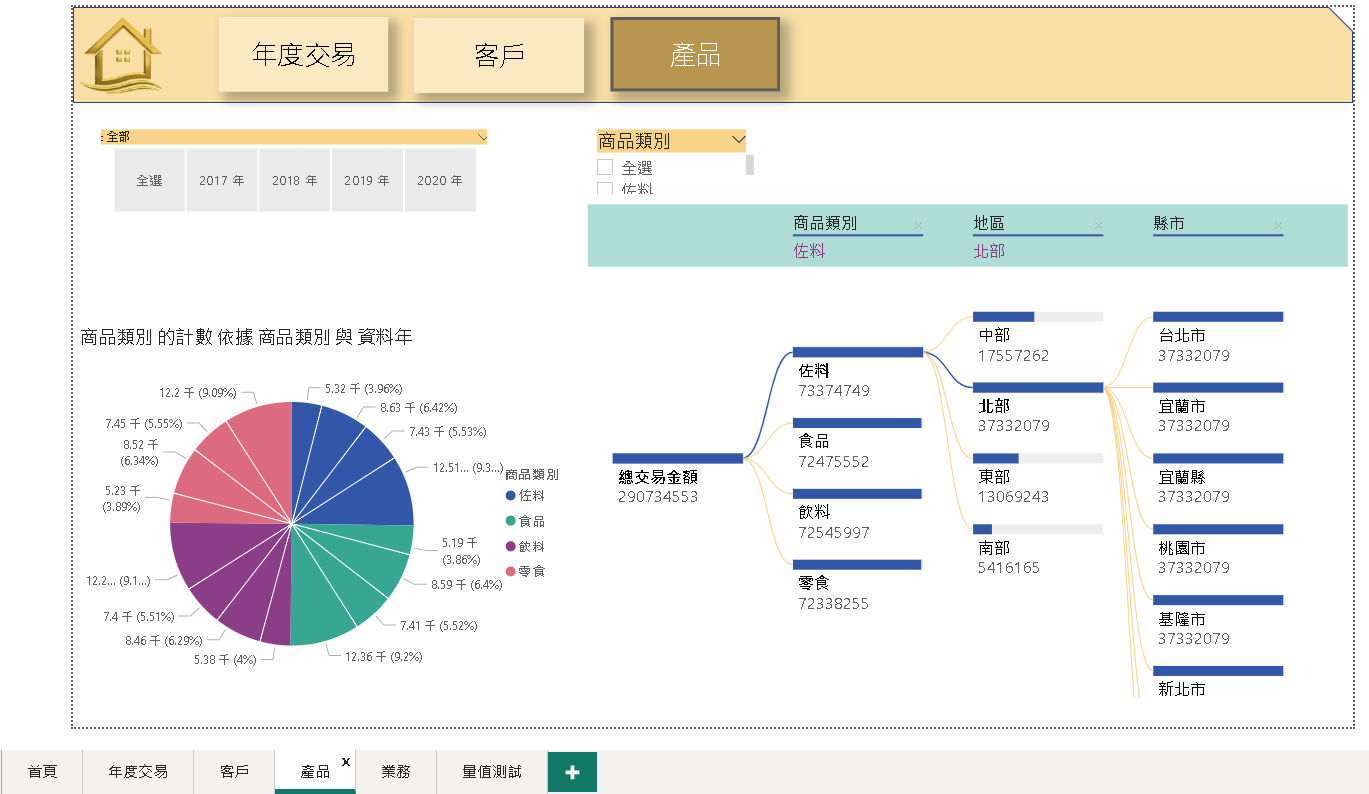 年度交易
客戶
產品
: 全部
全選
2017 年
2018 年
2019 年
2020 年
商品類別
全選
佐料
商品類別
佐料
地區
北部
縣市
商品類別 的計數 依據 商品類別 與 資料年
12.2 千 (9.09%)
5.32 千 (3.96%)
7.45 千 (5.55%)
8.63 千 (6.42%)
8.52 千
(6.34%)
7.43 千 (5.53%)
12.51... (9.3...)
5.23 千
(3.89%)
5.19 千
(3.86%)
12.2... (9.1...)
8.59 千 (6.4%)
7.4 千 (5.51%)
7.41 千 (5.52%)
8.46 千 (6.29%)
5.38 千 (4%)
12.36 千 (9.2%)
商品類別
佐料
食品
飲料
零食
總交易金額
290734553
佐料
73374749
食品
72475552
飲料
72545997
零食
72338255
中部
17557262
北部
37332079
東部
13069243
南部
5416165
台北市
37332079
宜蘭市
37332079
宜蘭縣
37332079
桃園市
37332079
基隆市
37332079
新北市
首頁
年度交易
客戶
產品
x
業務
量值測試
+